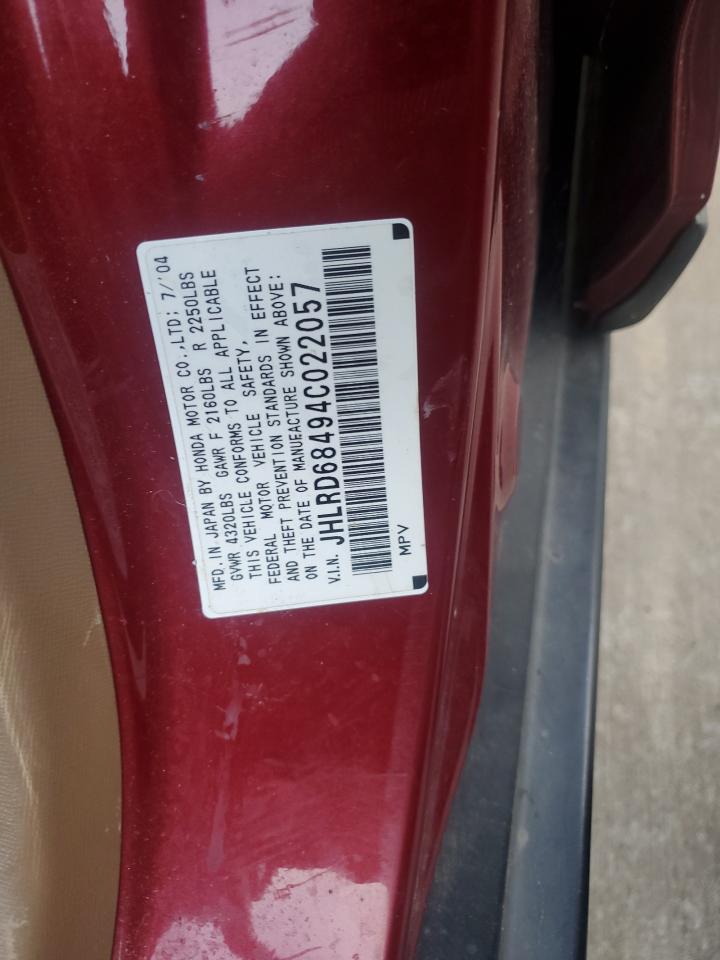 MFD. IN JAPAN BY HONDA MOTOR CO.,LTD: 7/'04
GVWR 4320LBS GAWR F 2160LBS R 2250LBS
THIS VEHICLE CONFORMS TO ALL APPLICABLE
FEDERAL MOTOR VEHICLE SAFETY,
AND THEFT PREVENTION STANDARDS IN EFFECT
ON THE DATE OF MANUFACTURE SHOWN ABOVE:
V.I.N. JHLRD68494C022057
MPV